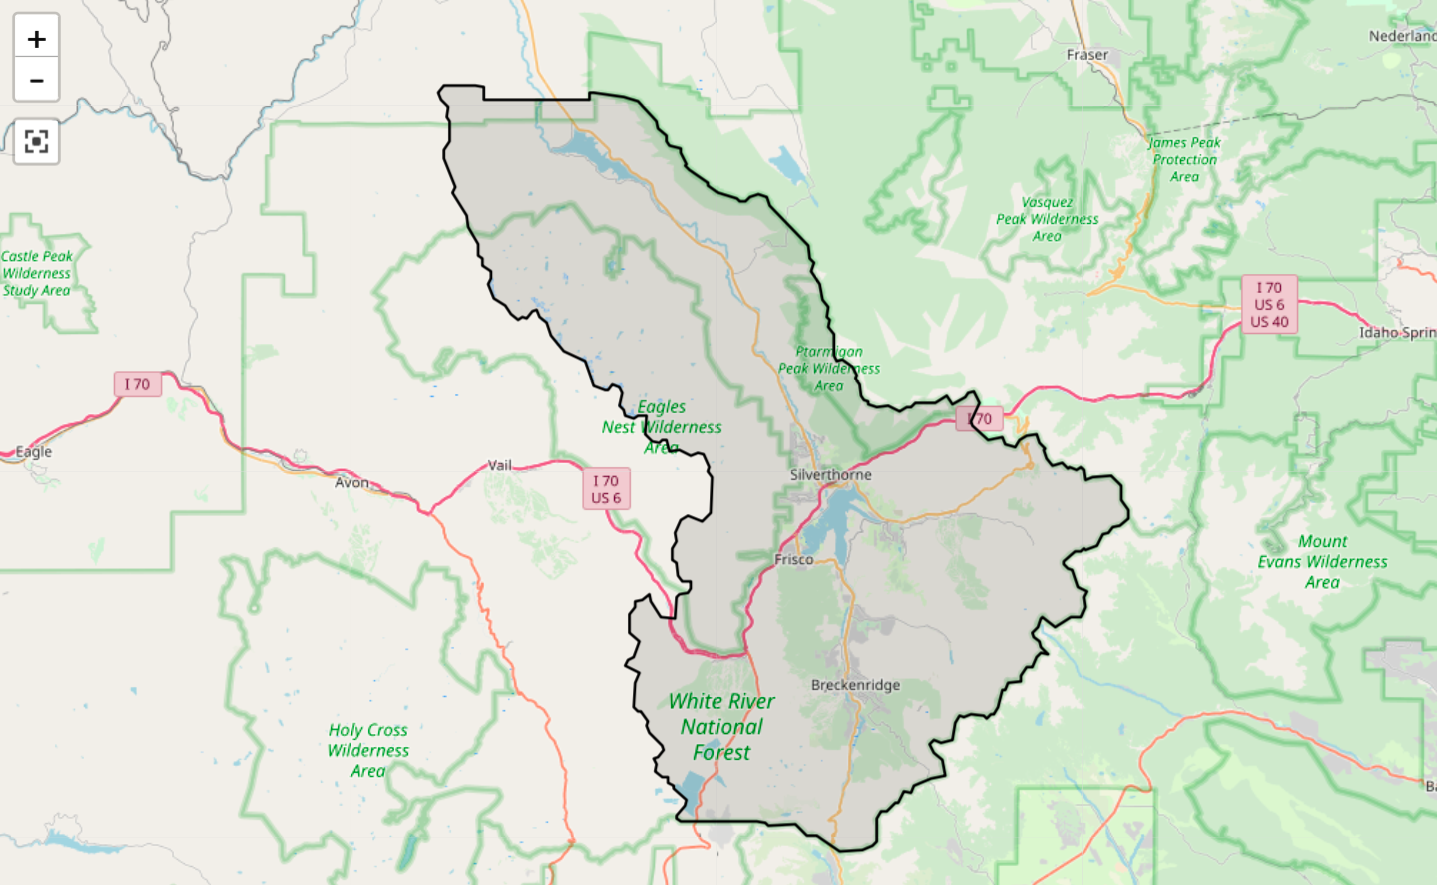 +
−
Fraser
Nederland
James Peak
Protection
Area
Vasquez
Peak Wilderness
Area
Castle Peak
Wilderness
Study Area
I 70
US 6
US 40
Idaho Sprin
Ptarmigan
Peak Wilderness
Area
I 70
Eagles
Nest Wilderness
Area
I 70
Eagle
Vail
Silverthorne
Avon
I 70
US 6
Frisco
Mount
Evans Wilderness
Area
Breckenridge
White River
National
Forest
Holy Cross
Wilderness
Area
Ba